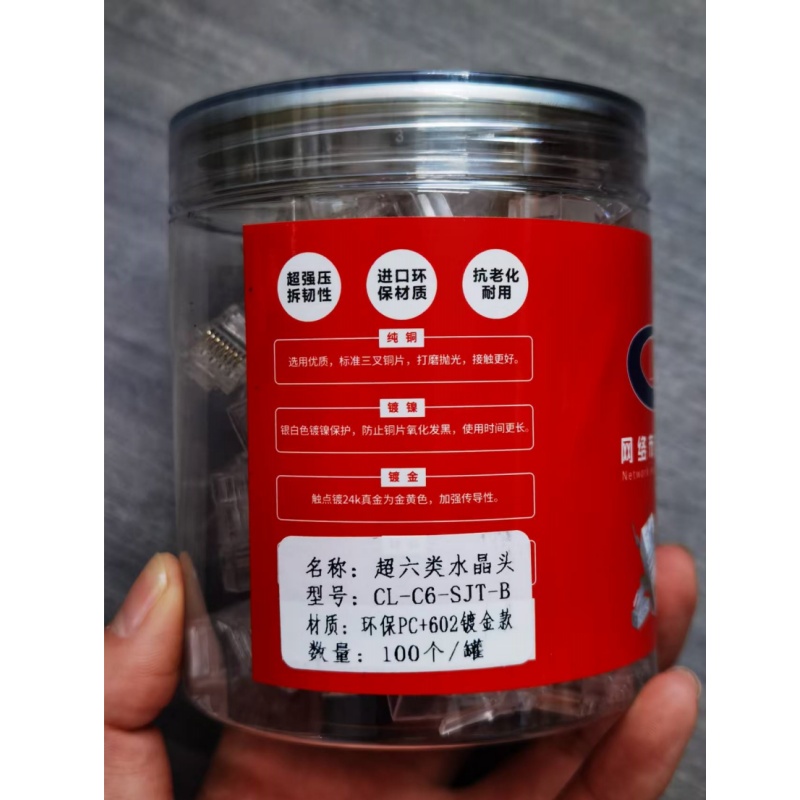 超强压
拆韧性
进口环
保材质
抗老化
耐用
纯铜
选用优质，标准三叉铜片，打磨抛光，接触更好。
镀镍
银白色镀镍保护，防止铜片氧化发黑，使用时间更长。
镀金
触点镀24k真金为金黄色，加强传导性。
名称：超六类水晶头
型号：CL-C6-SJT-B
材质：环保PC+602镀金款
数量：100个/罐
网络
Network